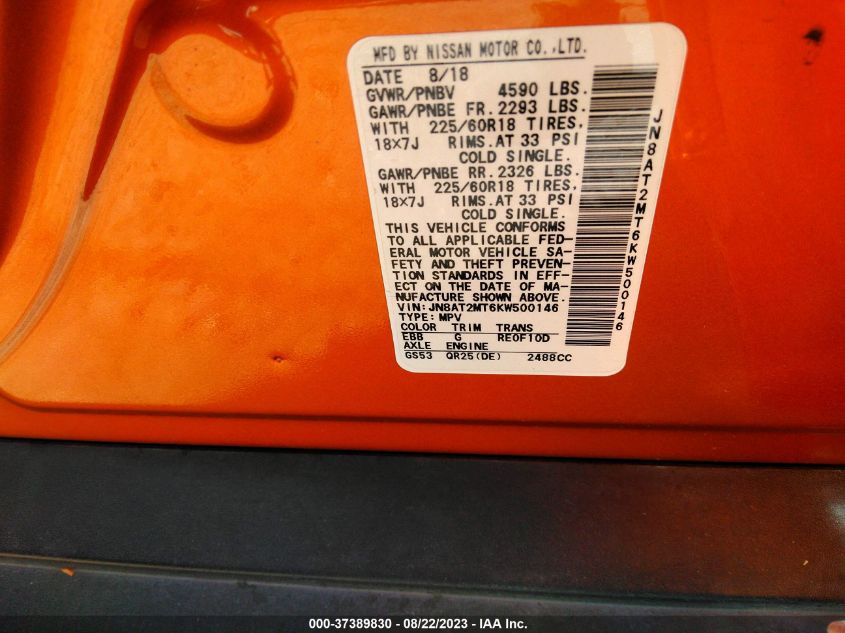 MFD BY NISSAN MOTOR CO.,LTD.
DATE 8/18
GVWR/PNBV 4590 LBS.
GAWR/PNBE FR. 2293 LBS.
WITH 225/60R18 TIRES,
18×7J RIMS.AT 33 PSI
COLD SINGLE.
GAWR/PNBE RR. 2326 LBS.
WITH 225/60R18 TIRES,
18×7J RIMS.AT 33 PSI
COLD SINGLE.
THIS VEHICLE CONFORMS
TO ALL APPLICABLE FED-
ERAL MOTOR VEHICLE SA-
FETY AND THEFT PREVEN-
TION STANDARDS IN EFF-
ECT ON THE DATE OF MA-
NUFACTURE SHOWN ABOVE.
VIN:JN8AT2MT6KW500146
TYPE:MPV
COLOR TRIM TRANS
EBB G RE0F10D
AXLE ENGINE
GS53 QR25(DE) 2488CC
JN8AT2MT6KW500146
000-37389830 - 08/22/2023 - IAA Inc.